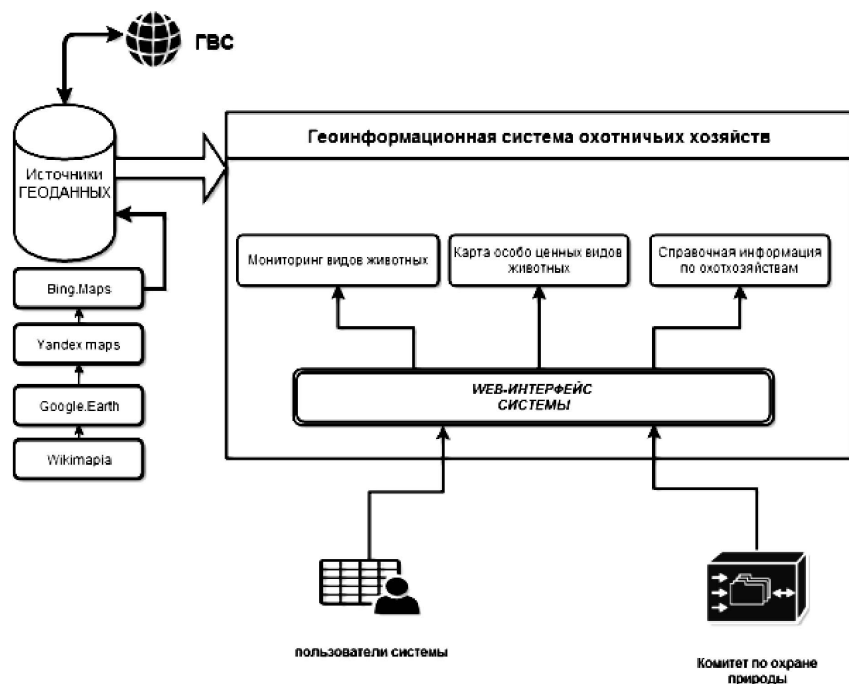 ГВС
Геоинформационная система охотничьих хозяйств
Источники
ГЕОДАННЫХ
Мониторинг видов животных
Карта особо ценных видов
животных
Справочная информация
по охотхозяйствам
Bing.Maps
Yandex maps
Google.Earth
Wikimapia
WEB-ИНТЕРФЕЙС
СИСТЕМЫ
пользователи системы
Комитет по охране
природы